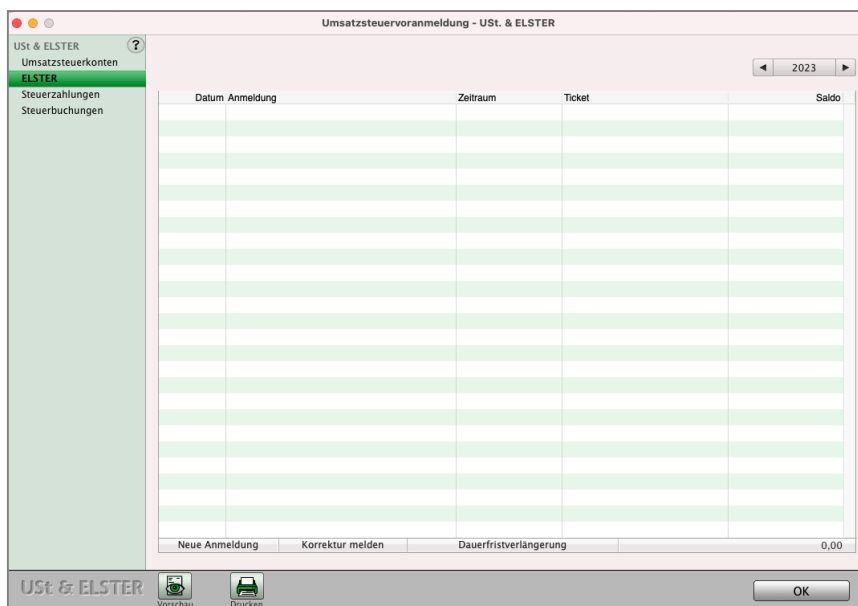 Umsatzsteuervoranmeldung - USt. & ELSTER
USt & ELSTER ?
Umsatzsteuerkonten
ELSTER
Steuerzahlungen
Steuerbuchungen
◀ 2023 ▶
Datum Anmeldung Zeitraum Ticket Saldo
Neue Anmeldung Korrektur melden Dauerfristverlängerung 0,00
USt & ELSTER
Vorschau Drucken
OK